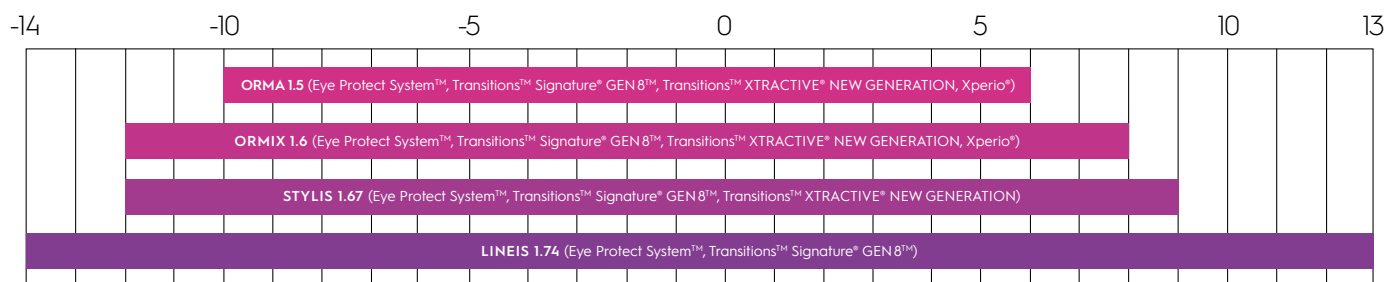 -14 -10 -5 0 5 10 13
ORMA 1.5 (Eye Protect System™, Transitions™ Signature® GEN 8™, Transitions™ XTRACTIVE® NEW GENERATION, Xperio®)
ORMIX 1.6 (Eye Protect System™, Transitions™ Signature® GEN 8™, Transitions™ XTRACTIVE® NEW GENERATION, Xperio®)
STYLIS 1.67 (Eye Protect System™, Transitions™ Signature® GEN 8™, Transitions™ XTRACTIVE® NEW GENERATION)
LINEIS 1.74 (Eye Protect System™, Transitions™ Signature® GEN 8™)